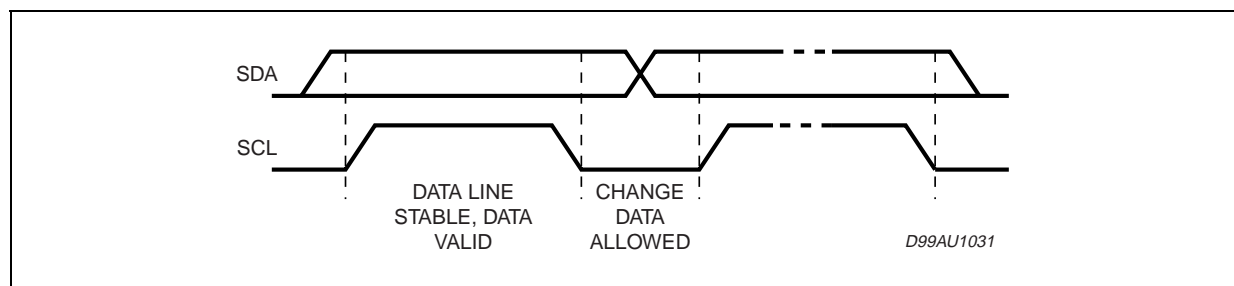 SDA
SCL
DATA LINE
STABLE, DATA
VALID
CHANGE
DATA
ALLOWED
D99AU1031